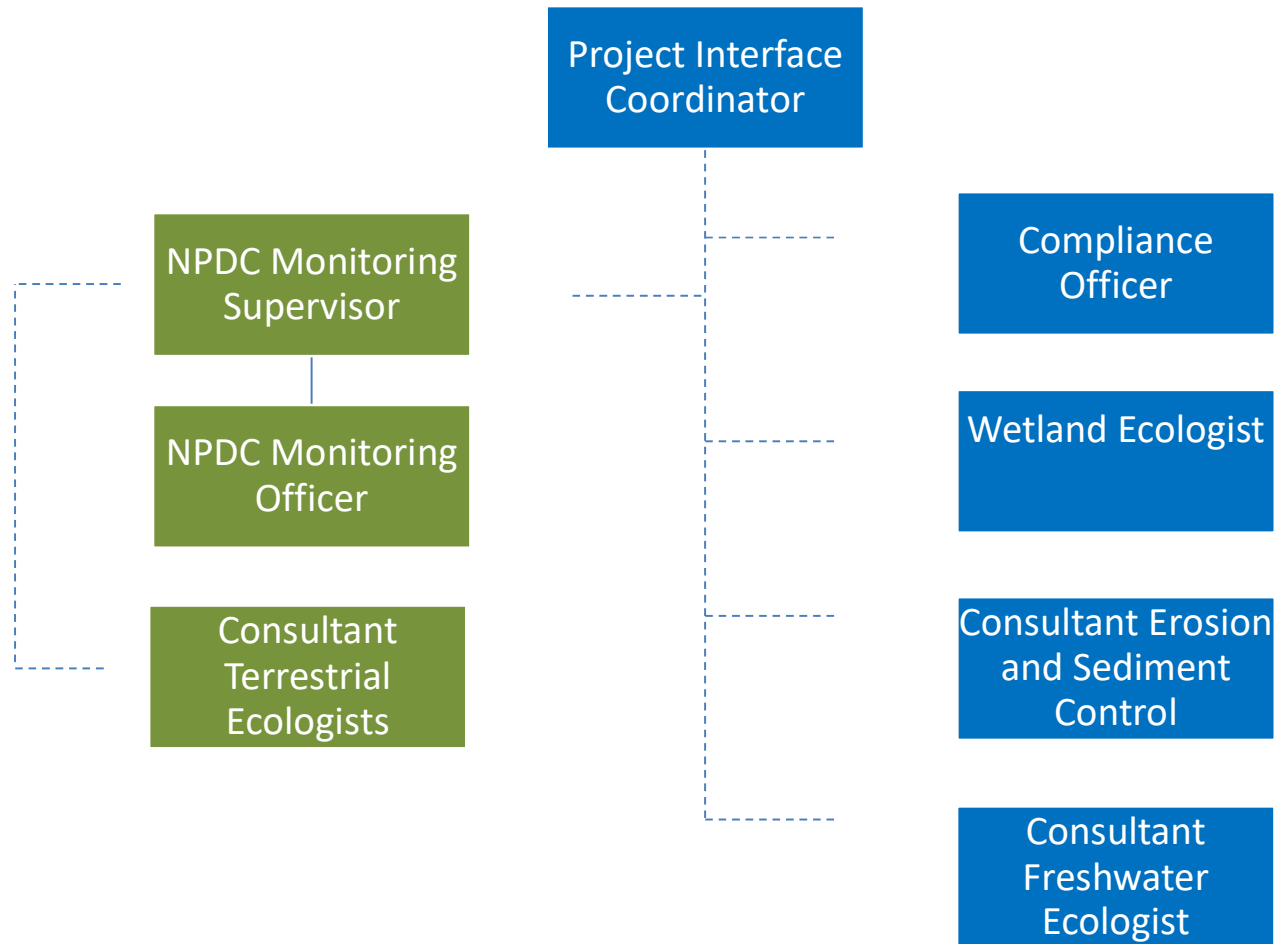 Project Interface
Coordinator
NPDC Monitoring
Supervisor
NPDC Monitoring
Officer
Consultant
Terrestrial
Ecologists
Compliance
Officer
Wetland Ecologist
Consultant Erosion
and Sediment
Control
Consultant
Freshwater
Ecologist